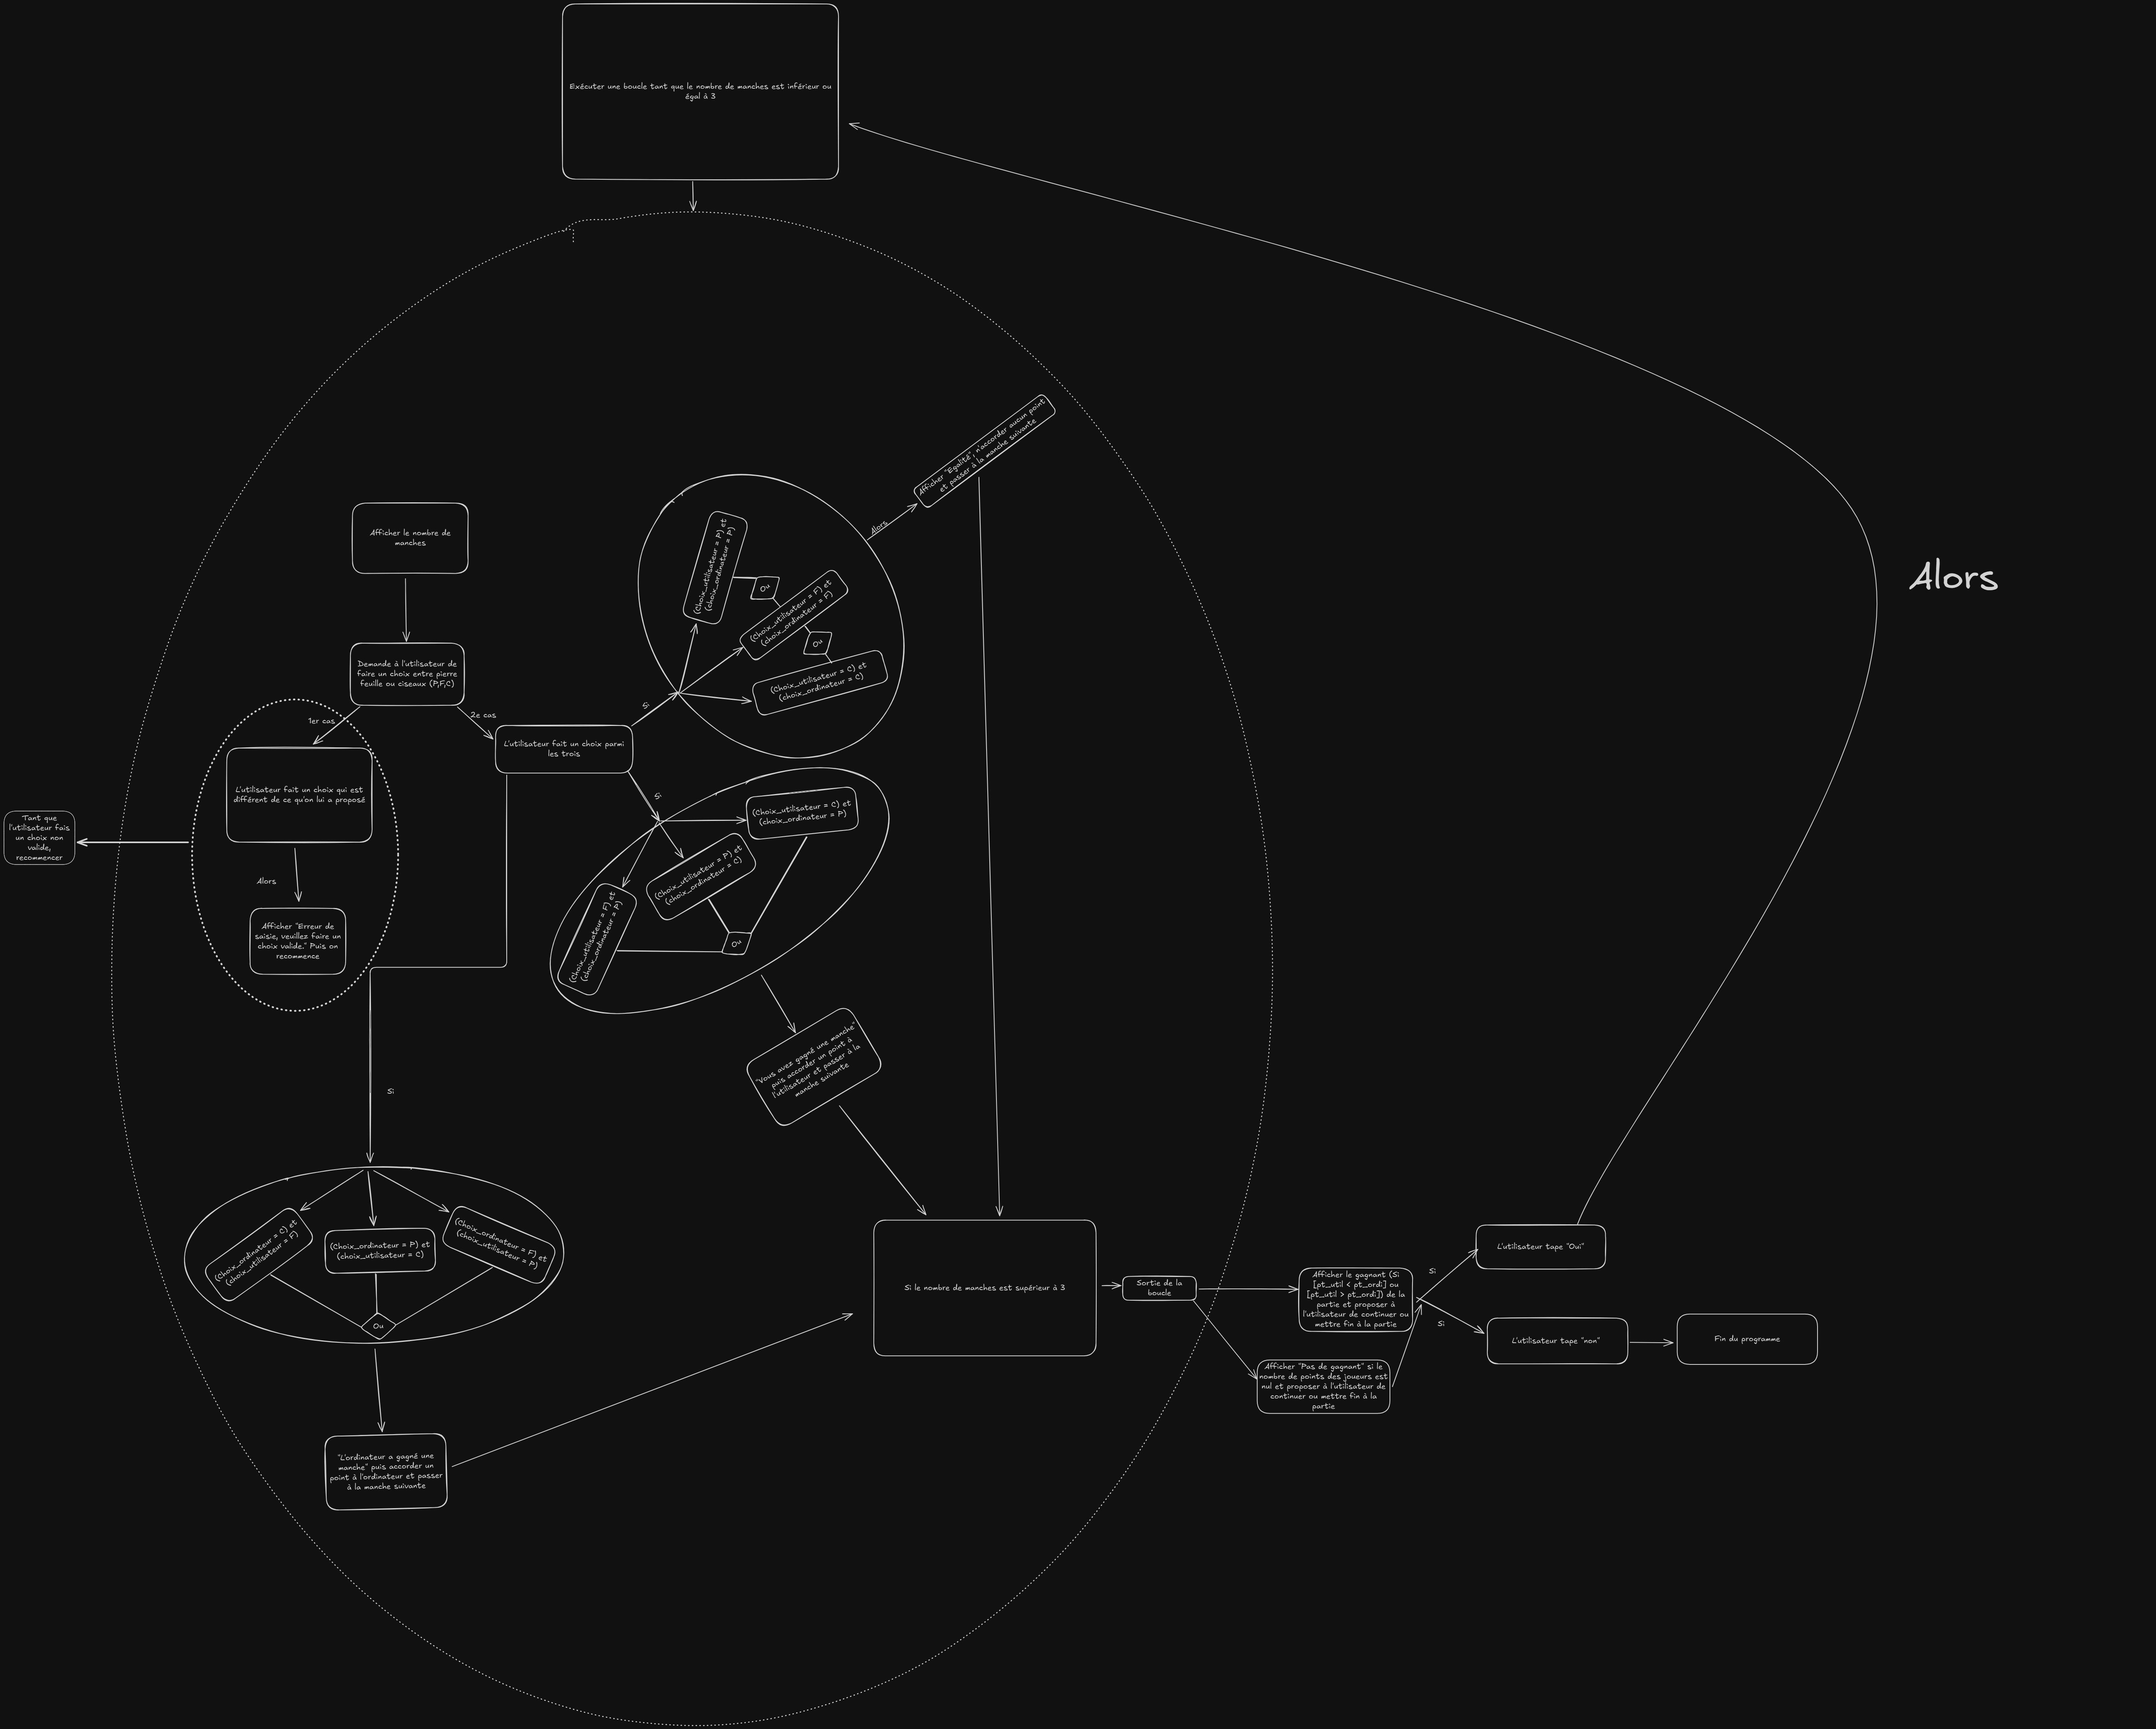 Exécuter une boucle tant que le nombre de manches est inférieur ou
égal à 3
Alors
Afficher "Egalité", n'accorder aucun point
et passer à la manche suivante
Alors
Afficher le nombre de
manches
(Choix_utilisateur = P) et
(choix_ordinateur = P)
Ou
(Choix_utilisateur = F) et
(choix_ordinateur = F)
Ou
(Choix_utilisateur = C) et
(choix_ordinateur = C)
Demande à l'utilisateur de
faire un choix entre pierre
feuille ou ciseaux (P,F,C)
1er cas
2e cas
Si
L'utilisateur fait un choix parmi
les trois
L'utilisateur fait un choix qui est
différent de ce qu'on lui a proposé
Tant que
l'utilisateur fais
un choix non
valide,
recommencer
Alors
Afficher "Erreur de
saisie, veuillez faire un
choix valide." Puis on
recommence
Si
(Choix_utilisateur = C) et
(choix_ordinateur = P)
(Choix_utilisateur = P) et
(choix_ordinateur = C)
(Choix_utilisateur = F) et
(choix_ordinateur = P)
Ou
"Vous avez gagné une manche"
puis accorder un point à
l'utilisateur et passer à la
manche suivante
Si
(Choix_ordinateur = C) et
(choix_utilisateur = F)
(Choix_ordinateur = P) et
(choix_utilisateur = C)
(Choix_ordinateur = F) et
(choix_utilisateur = P)
Ou
"L'ordinateur a gagné une
manche" puis accorder un
point à l'ordinateur et passer
à la manche suivante
Si le nombre de manches est supérieur à 3
Sortie de la
boucle
Afficher le gagnant (Si
[pt_util < pt_ordi] ou
[pt_util > pt_ordi]) de la
partie et proposer à
l'utilisateur de continuer ou
mettre fin à la partie
Afficher "Pas de gagnant" si le
nombre de points des joueurs est
nul et proposer à l'utilisateur de
continuer ou mettre fin à la
partie
Si
L'utilisateur tape "Oui"
Si
L'utilisateur tape "non"
Fin du programme